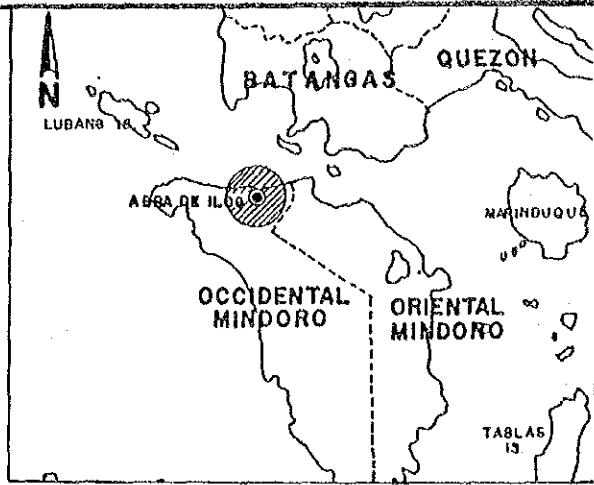 N
QUEZON
BATANGAS
LUBANG IS.
ABRA DE ILOG
MARINDUQUE
OCCIDENTAL
MINDORO
ORIENTAL
MINDORO
TABLAS
IS.